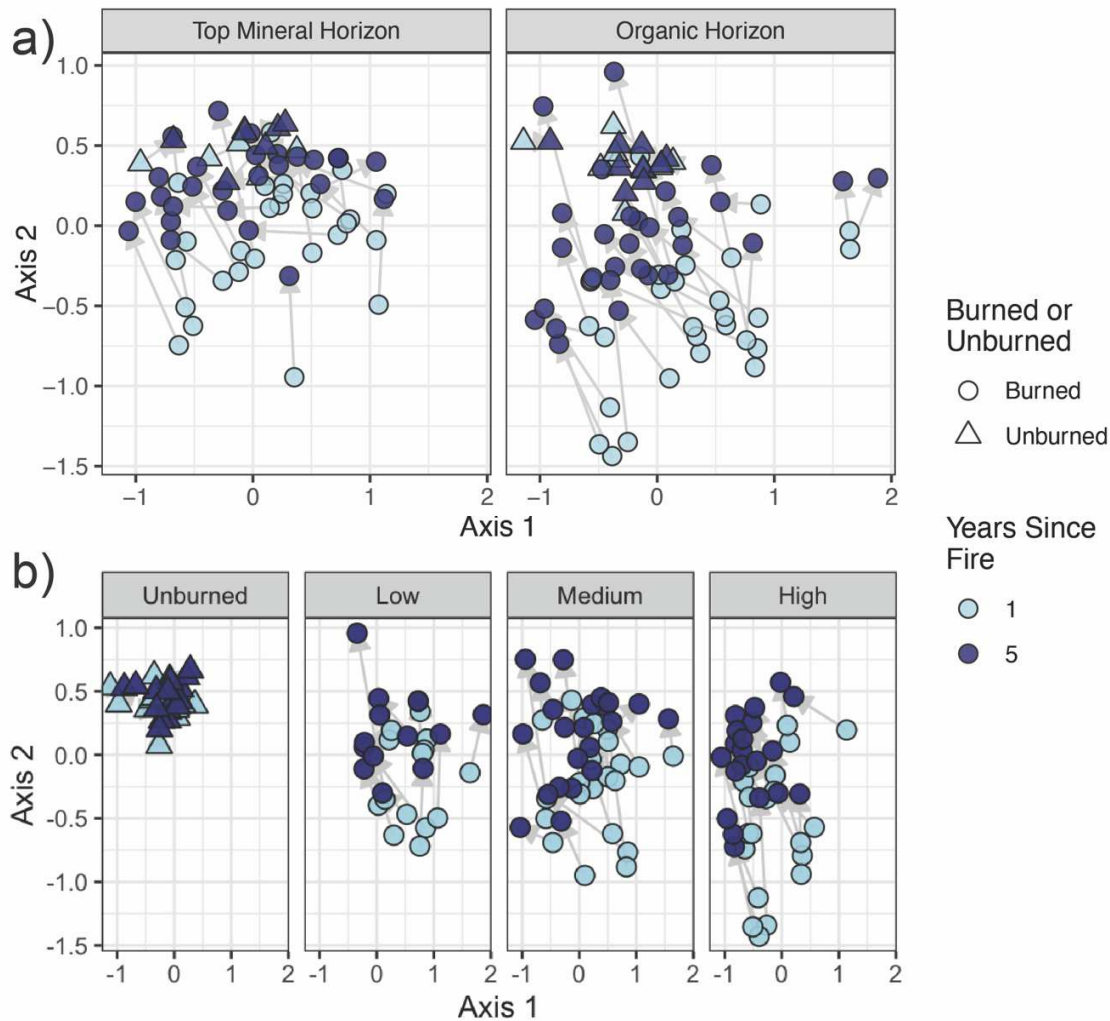 a)
Top Mineral Horizon
Organic Horizon
1.0
0.5
0.0
−0.5
−1.0
−1.5
Axis 2
−1 0 1 2
−1 0 1 2
Axis 1
b)
Unburned
Low
Medium
High
1.0
0.5
0.0
-0.5
-1.0
-1.5
Axis 2
-1 0 1 2
-1 0 1 2
-1 0 1 2
-1 0 1 2
Axis 1
Burned or
Unburned
Burned
Unburned
Years Since
Fire
1
5